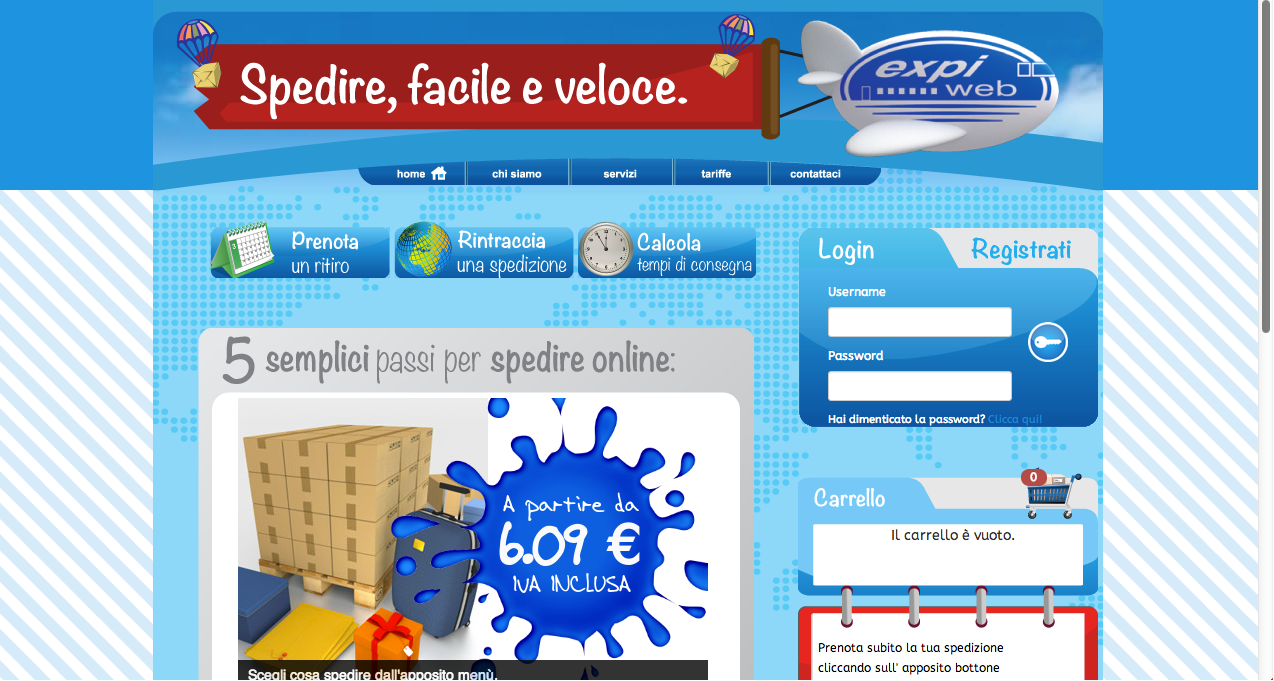 Spedire, facile e veloce.
expi
web
home
chi siamo
servizi
tariffe
contattaci
Prenota
un ritiro
Rintraccia
una spedizione
Calcola
tempi di consegna
Login
Registrati
Username
Password
Hai dimenticato la password? Clicca qui!
5 semplici passi per spedire online:
A partire da
6.09 €
IVA INCLUSA
Scegli cosa spedire dall'apposito menù.
Carrello
0
Il carrello è vuoto.
Prenota subito la tua spedizione
cliccando sull' apposito bottone